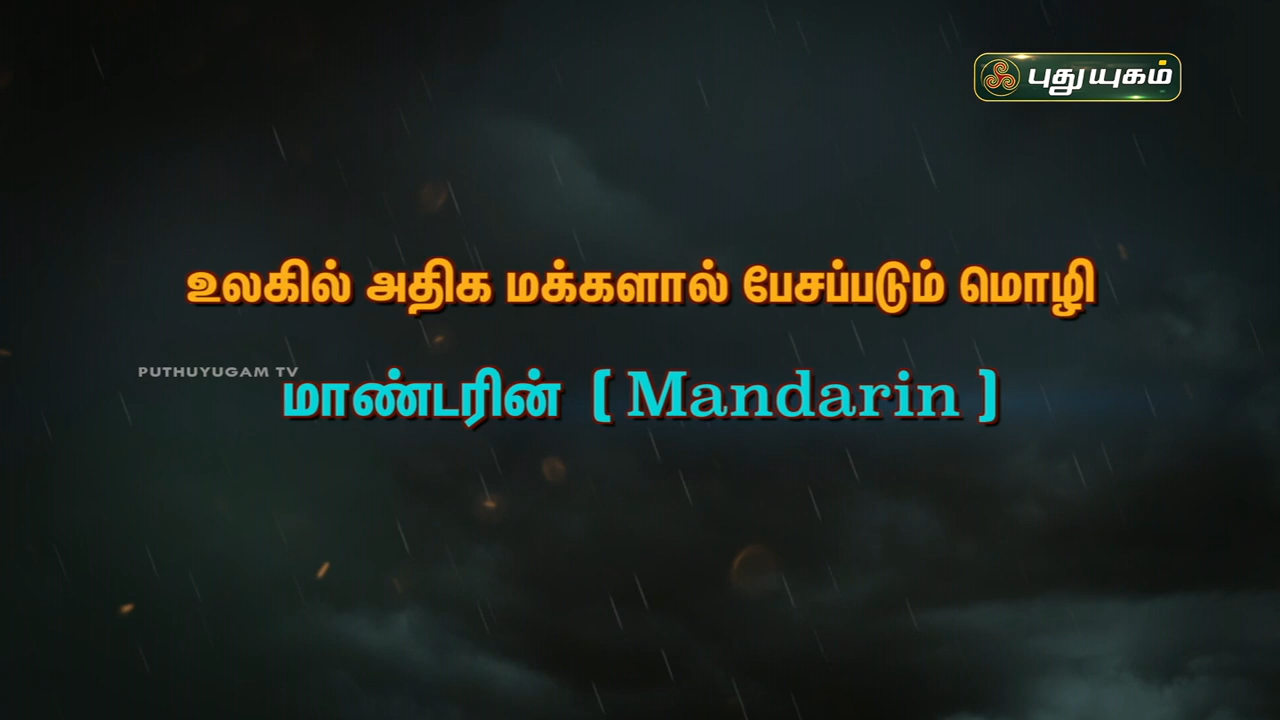 புதுயுகம்
உலகில் அதிக மக்களால் பேசப்படும் மொழி
PUTHUYUGAM TV
மாண்டரின் ( Mandarin )